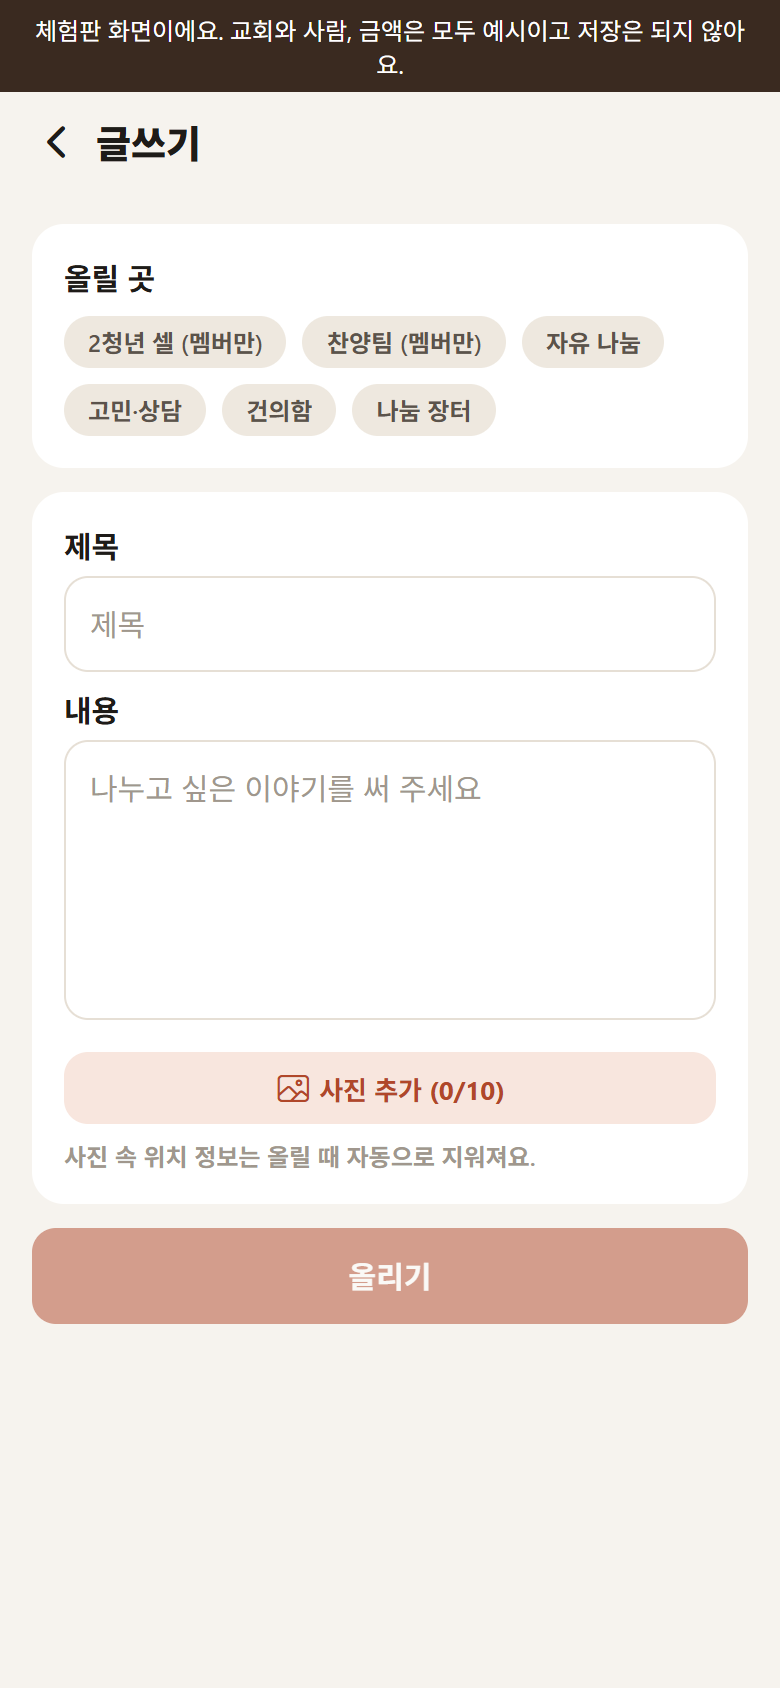 체험판 화면이에요. 교회와 사람, 금액은 모두 예시이고 저장은 되지 않아
요.
글쓰기
올릴 곳
2청년 셀 (멤버만) 찬양팀 (멤버만) 자유 나눔
고민·상담 건의함 나눔 장터
제목
제목
내용
나누고 싶은 이야기를 써 주세요
사진 추가 (0/10)
사진 속 위치 정보는 올릴 때 자동으로 지워져요.
올리기